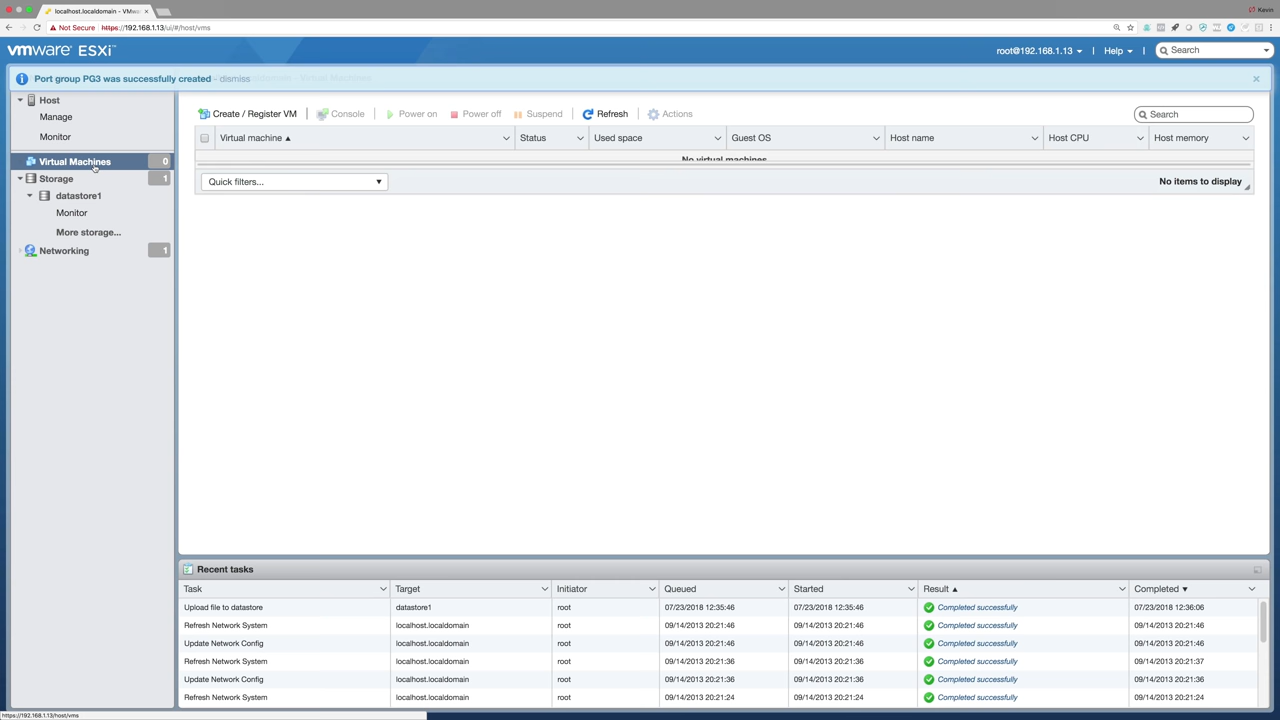 localhost.localdomain - VMw
Kevin
Not Secure https://192.168.1.13/ui/#/host/vms
vmware ESXi
root@192.168.1.13 | Help | Search
Port group PG3 was successfully created - dismiss
Host
Manage
Monitor
Virtual Machines 0
Storage 1
datastore1
Monitor
More storage...
Networking 1
Create / Register VM | Console | Power on Power off Suspend | Refresh | Actions
Search
Virtual machine Status Used space Guest OS Host name Host CPU Host memory
No virtual machines
Quick filters... No items to display
Recent tasks
Task Target Initiator Queued Started Result Completed
Upload file to datastore datastore1 root 07/23/2018 12:35:46 07/23/2018 12:35:46 Completed successfully 07/23/2018 12:36:06
Refresh Network System localhost.localdomain root 09/14/2013 20:21:46 09/14/2013 20:21:46 Completed successfully 09/14/2013 20:21:46
Update Network Config localhost.localdomain root 09/14/2013 20:21:46 09/14/2013 20:21:46 Completed successfully 09/14/2013 20:21:46
Refresh Network System localhost.localdomain root 09/14/2013 20:21:36 09/14/2013 20:21:36 Completed successfully 09/14/2013 20:21:37
Update Network Config localhost.localdomain root 09/14/2013 20:21:36 09/14/2013 20:21:36 Completed successfully 09/14/2013 20:21:36
Refresh Network System localhost.localdomain root 09/14/2013 20:21:24 09/14/2013 20:21:24 Completed successfully 09/14/2013 20:21:24
https://192.168.1.13/ui/#/host/vms